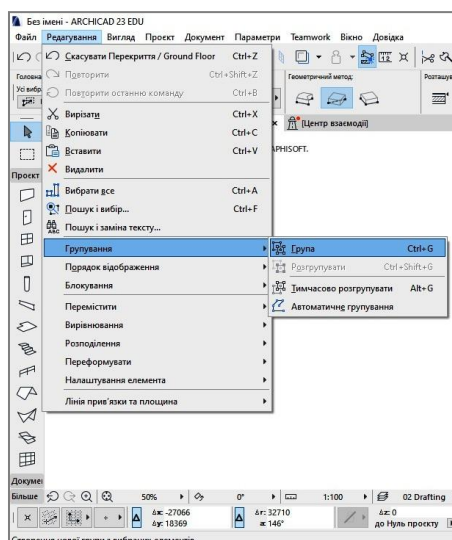 Без імені - ARCHICAD 23 EDU
Файл Редагування Вигляд Проект Документ Параметри Teamwork Вікно Довідка
Скасувати Перекриття / Ground Floor Ctrl+Z
Повторити Ctrl+Shift+Z
Повторити останню команду Ctrl+B
Вирізати Ctrl+X
Копіювати Ctrl+C
Вставити Ctrl+V
Видалити
Вибрати все Ctrl+A
Пошук і вибір... Ctrl+F
Пошук і заміна тексту...
Групування
Порядок відображення
Блокування
Перемістити
Вирівнювання
Розподілення
Переформувати
Налаштування елемента
Лінія прив'язки та площина
Група Ctrl+G
Розгрупувати Ctrl+Shift+G
Тимчасово розгрупувати Alt+G
Автоматичне групування
Головна
Усі вибр
Геометричний метод:
Розташув
[Центр взаємодії]
APHISOFT.
Проект
Докуме
Більше
50% 0° 1:100 02 Drafting
Δx: -27066
Δy: 18369
Δr: 32710
α: 146°
Δz: 0
до Нуль проекту